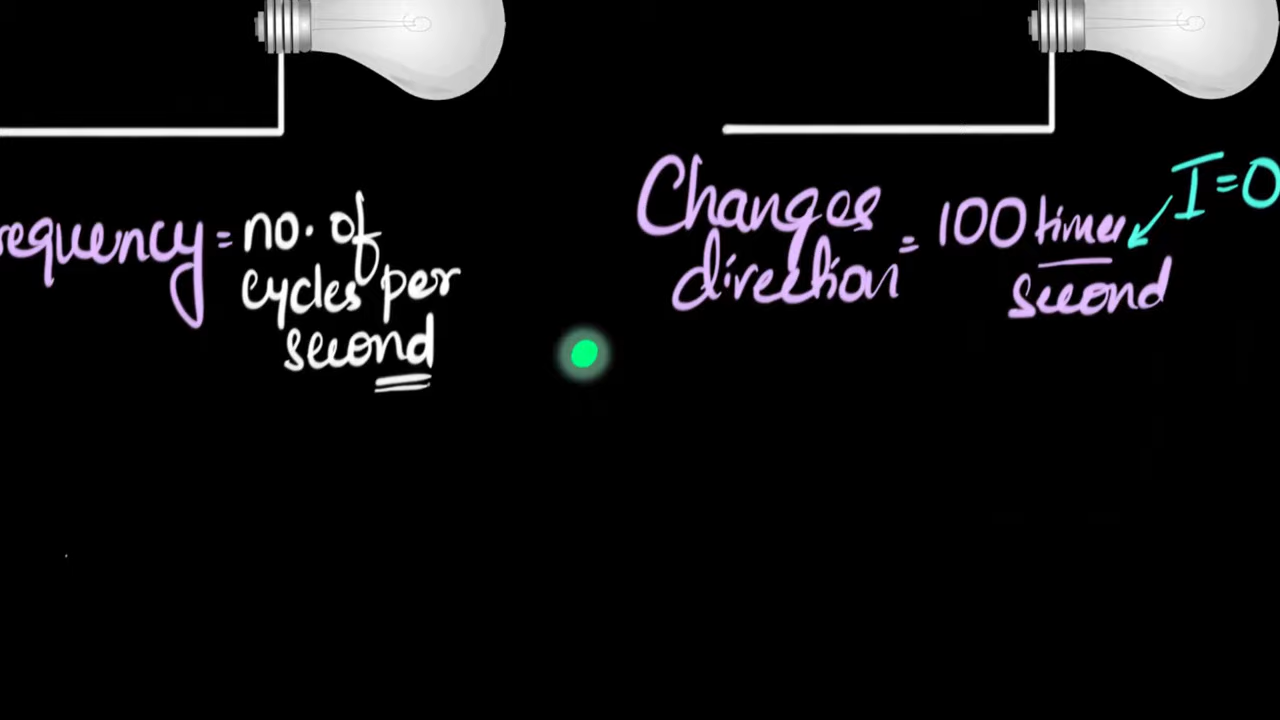 requency = no. of
cycles per
second
Changes
direction = 100 times
second
I=0